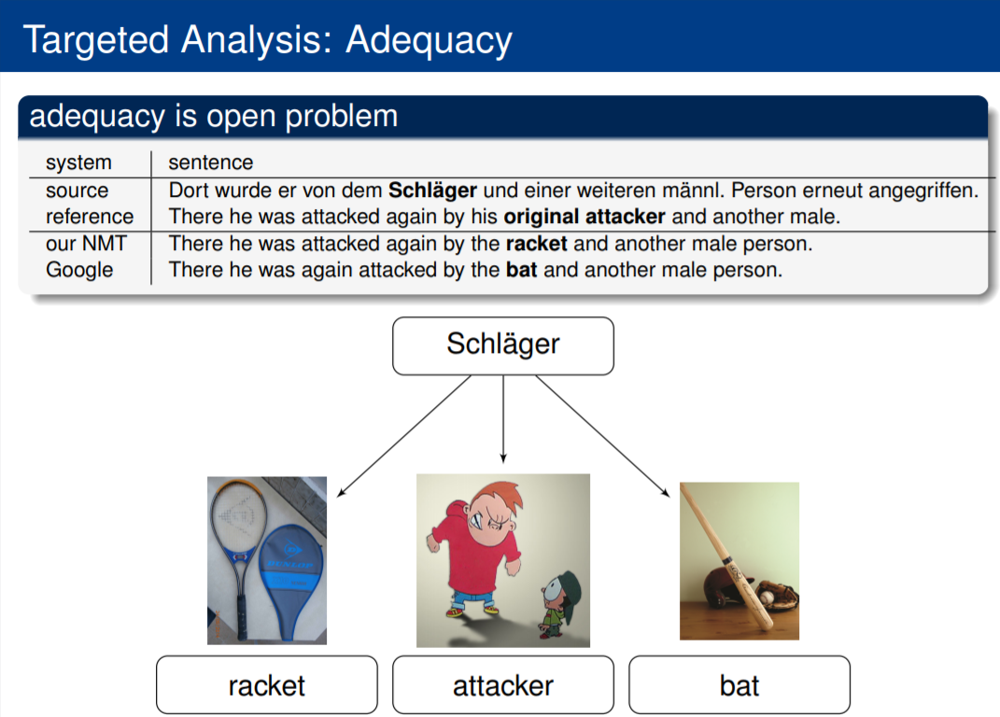 Targeted Analysis: Adequacy
adequacy is open problem
system sentence
source Dort wurde er von dem Schläger und einer weiteren männl. Person erneut angegriffen.
reference There he was attacked again by his original attacker and another male.
our NMT There he was attacked again by the racket and another male person.
Google There he was again attacked by the bat and another male person.
Schläger
racket attacker bat